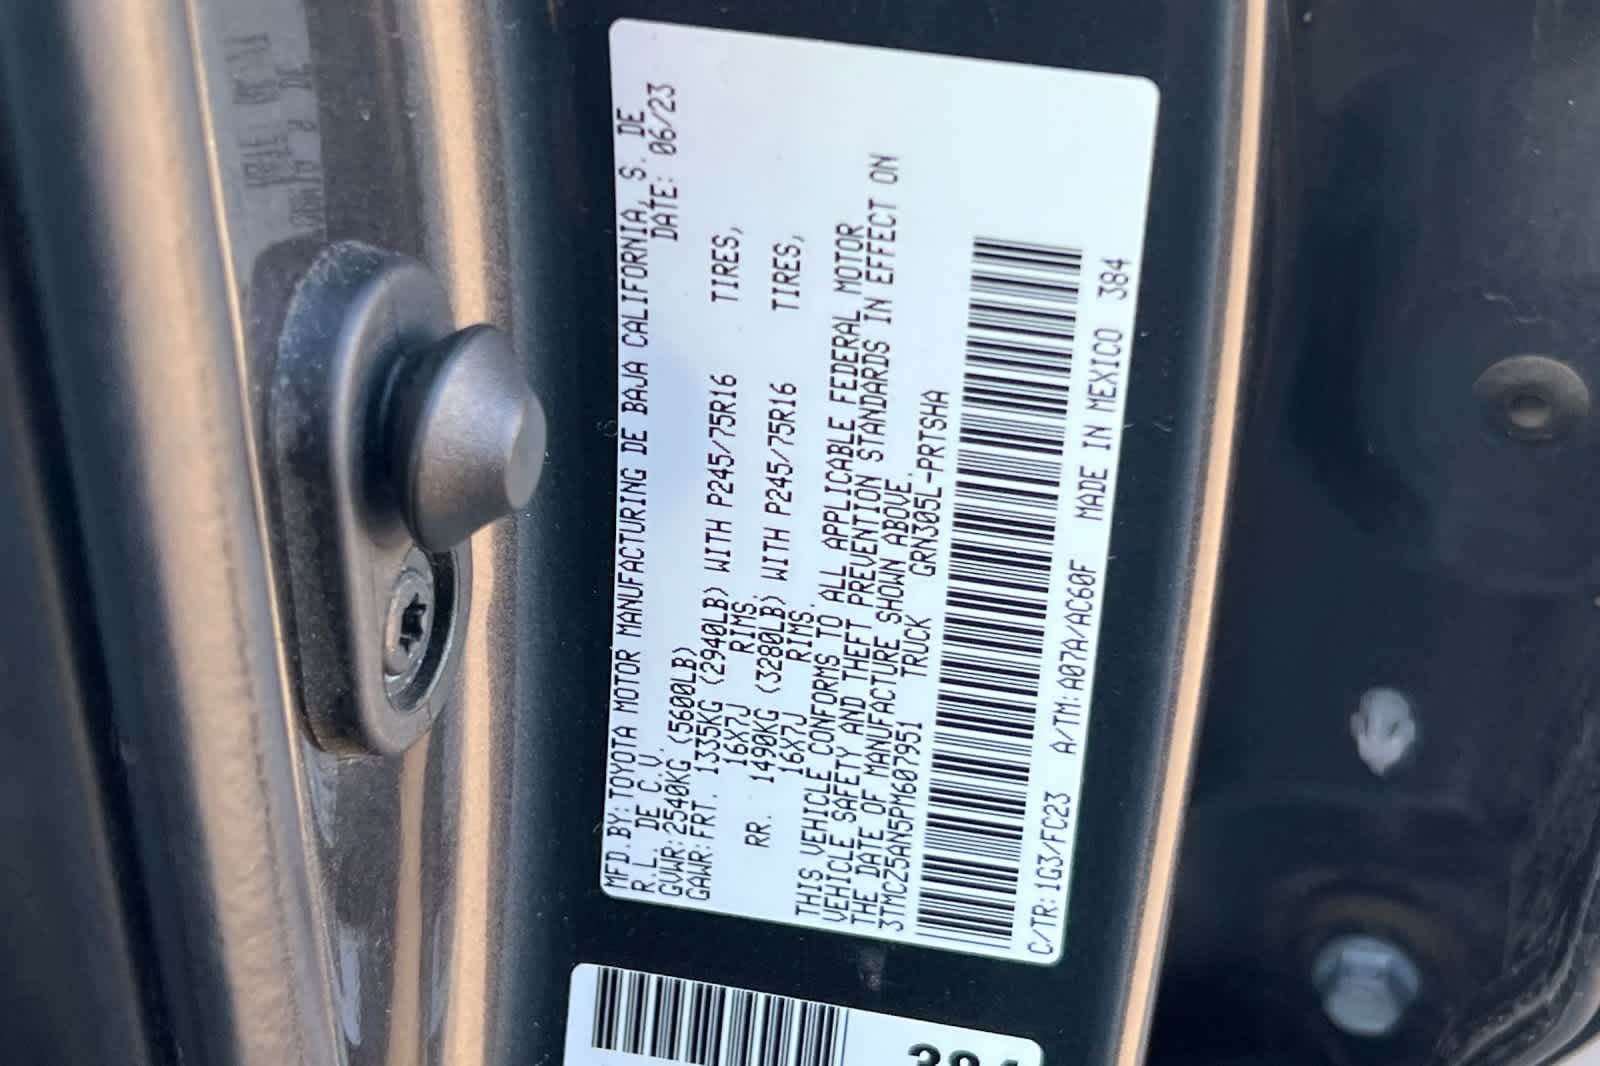 MFD.BY:TOYOTA MOTOR MANUFACTURING DE BAJA CALIFORNIA, S. DE
R.L. DE C.V. DATE: 06/23
GVWR:2540KG (5600LB)
GAWR:FRT. 1335KG (2940LB) WITH P245/75R16 TIRES,
16X7J RIMS.
RR. 1490KG (3280LB) WITH P245/75R16 TIRES,
16X7J RIMS.
THIS VEHICLE CONFORMS TO ALL APPLICABLE FEDERAL MOTOR
VEHICLE SAFETY AND THEFT PREVENTION STANDARDS IN EFFECT ON
THE DATE OF MANUFACTURE SHOWN ABOVE.
3TMCZ5AN5PM607951 TRUCK GRN305L-PRTSHA
C/TR:1G3/FC23 A/TM:A07A/AC60F MADE IN MEXICO 384
384